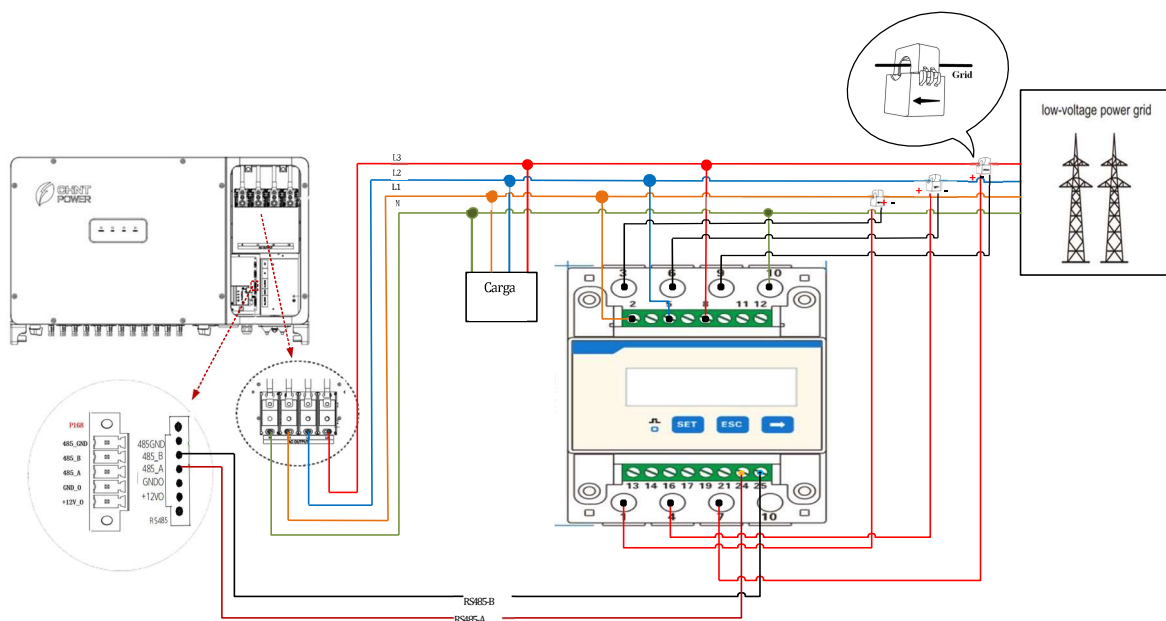 Grid
low-voltage power grid
L3
L2
L1
N
+
-
+
-
+
-
CHNT
POWER
Carga
3 6 9 10
2 5 8 11 12
SET ESC
13 14 16 17 19 21 24 25
1 4 7 10
AC OUTPUT
P168
485_GND
485_B
485_A
GND_O
+12V_O
485GND
485_B
485_A
GNDO
+12VO
RS485
RS485-B
RS485-A